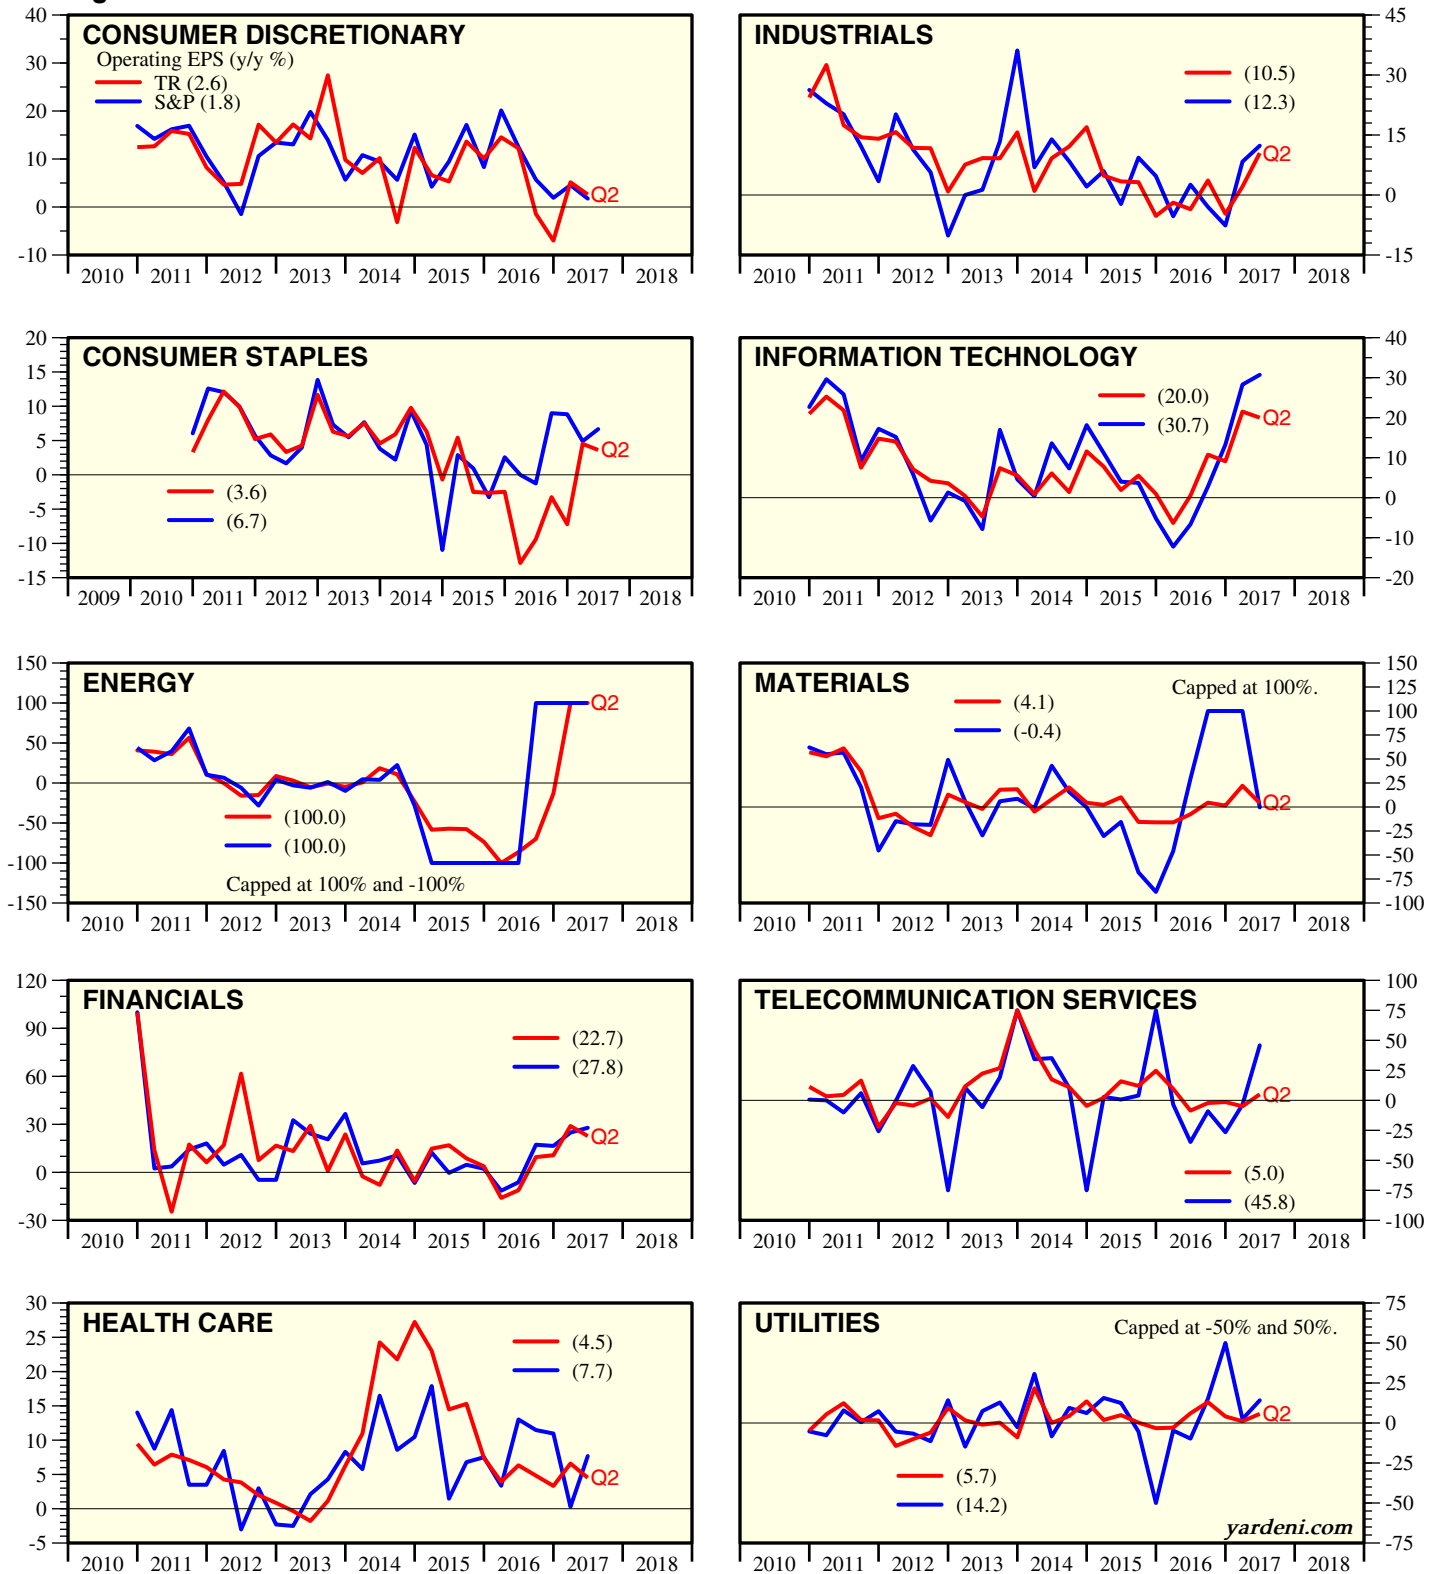 40
CONSUMER DISCRETIONARY
Operating EPS (y/y %)
TR (2.6)
S&P (1.8)
30
20
10
0
-10
Q2
2010 2011 2012 2013 2014 2015 2016 2017 2018
INDUSTRIALS
(10.5)
(12.3)
45
30
15
0
-15
Q2
2010 2011 2012 2013 2014 2015 2016 2017 2018
CONSUMER STAPLES
20
15
10
5
0
-5
-10
-15
(3.6)
(6.7)
Q2
2009 2010 2011 2012 2013 2014 2015 2016 2017 2018
INFORMATION TECHNOLOGY
(20.0)
(30.7)
40
30
20
10
0
-10
-20
Q2
2010 2011 2012 2013 2014 2015 2016 2017 2018
ENERGY
150
100
50
0
-50
-100
-150
(100.0)
(100.0)
Capped at 100% and -100%
Q2
2010 2011 2012 2013 2014 2015 2016 2017 2018
MATERIALS
Capped at 100%.
(4.1)
(-0.4)
150
125
100
75
50
25
0
-25
-50
-75
-100
Q2
2010 2011 2012 2013 2014 2015 2016 2017 2018
FINANCIALS
120
90
60
30
0
-30
(22.7)
(27.8)
Q2
2010 2011 2012 2013 2014 2015 2016 2017 2018
TELECOMMUNICATION SERVICES
100
75
50
25
0
-25
-50
-75
-100
Q2
(5.0)
(45.8)
2010 2011 2012 2013 2014 2015 2016 2017 2018
HEALTH CARE
30
25
20
15
10
5
0
-5
(4.5)
(7.7)
Q2
2010 2011 2012 2013 2014 2015 2016 2017 2018
UTILITIES
Capped at -50% and 50%.
75
50
25
0
-25
-50
-75
Q2
(5.7)
(14.2)
yardeni.com
2010 2011 2012 2013 2014 2015 2016 2017 2018